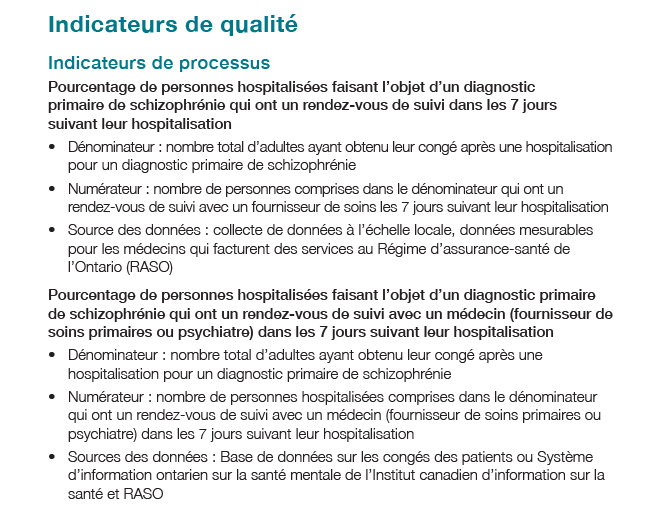 Indicateurs de qualité
Indicateurs de processus
Pourcentage de personnes hospitalisées faisant l'objet d'un diagnostic
primaire de schizophrénie qui ont un rendez-vous de suivi dans les 7 jours
suivant leur hospitalisation
• Dénominateur : nombre total d'adultes ayant obtenu leur congé après une hospitalisation
pour un diagnostic primaire de schizophrénie
• Numérateur : nombre de personnes comprises dans le dénominateur qui ont un
rendez-vous de suivi avec un fournisseur de soins les 7 jours suivant leur hospitalisation
• Source des données : collecte de données à l'échelle locale, données mesurables
pour les médecins qui facturent des services au Régime d'assurance-santé de
l'Ontario (RASO)
Pourcentage de personnes hospitalisées faisant l'objet d'un diagnostic primaire
de schizophrénie qui ont un rendez-vous de suivi avec un médecin (fournisseur de
soins primaires ou psychiatre) dans les 7 jours suivant leur hospitalisation
• Dénominateur : nombre total d'adultes ayant obtenu leur congé après une
hospitalisation pour un diagnostic primaire de schizophrénie
• Numérateur : nombre de personnes hospitalisées comprises dans le dénominateur
qui ont un rendez-vous de suivi avec un médecin (fournisseur de soins primaires ou
psychiatre) dans les 7 jours suivant leur hospitalisation
• Sources des données : Base de données sur les congés des patients ou Système
d'information ontarien sur la santé mentale de l'Institut canadien d'information sur la
santé et RASO